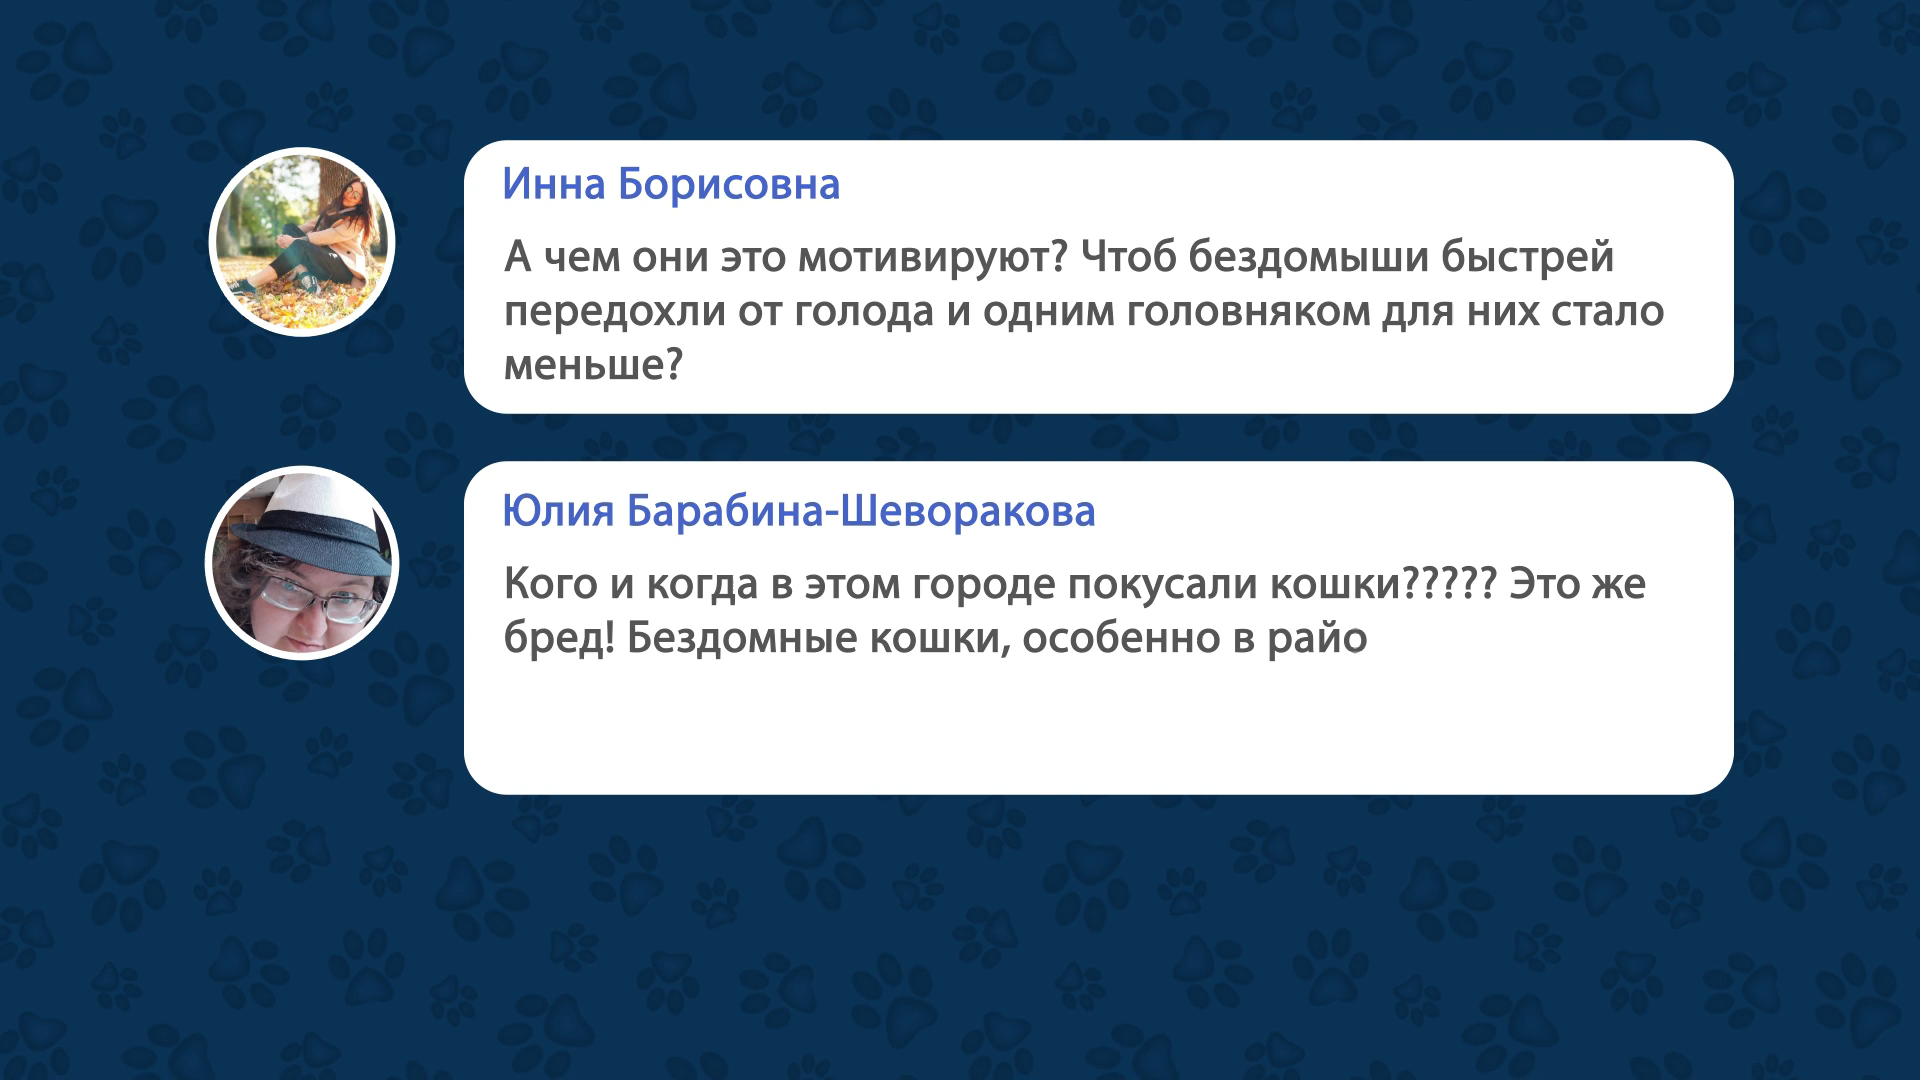 Инна Борисовна
А чем они это мотивируют? Чтоб бездомыши быстрей
передохли от голода и одним головняком для них стало
меньше?
Юлия Барабина-Шеворакова
Кого и когда в этом городе покусали кошки????? Это же
бред! Бездомные кошки, особенно в райо